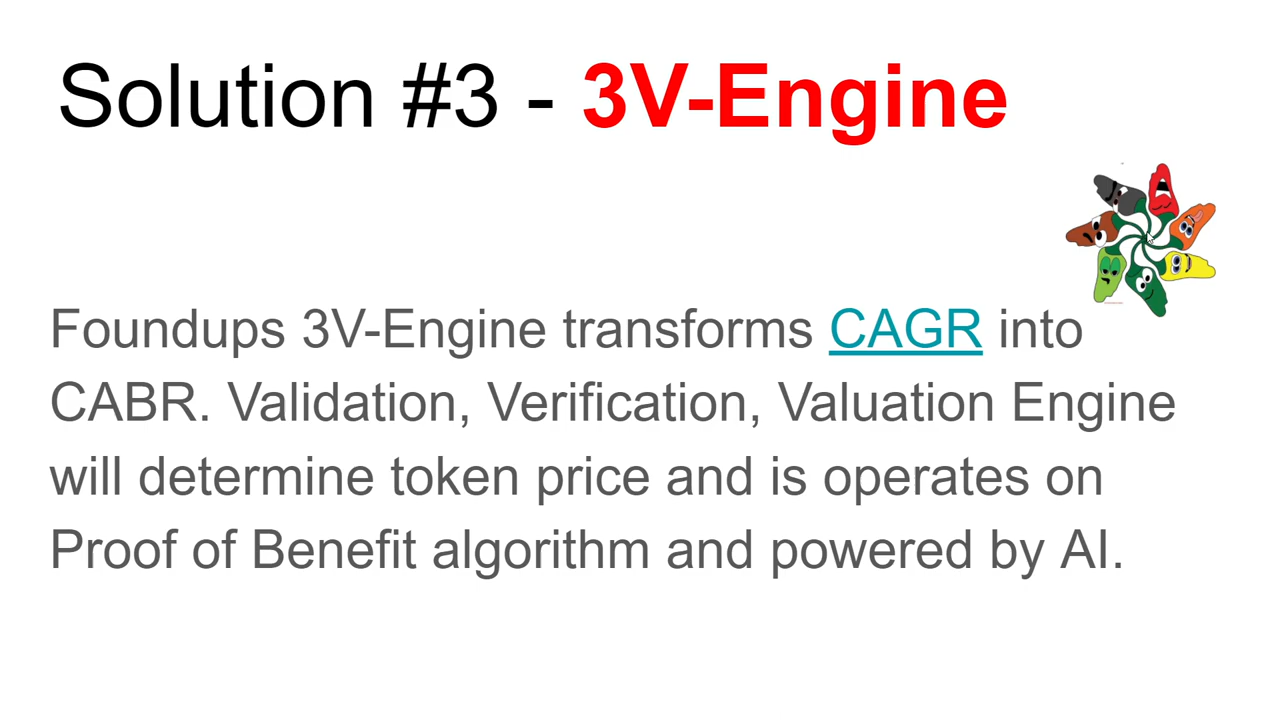 Solution #3 - 3V-Engine
Foundups 3V-Engine transforms CAGR into
CABR. Validation, Verification, Valuation Engine
will determine token price and is operates on
Proof of Benefit algorithm and powered by AI.